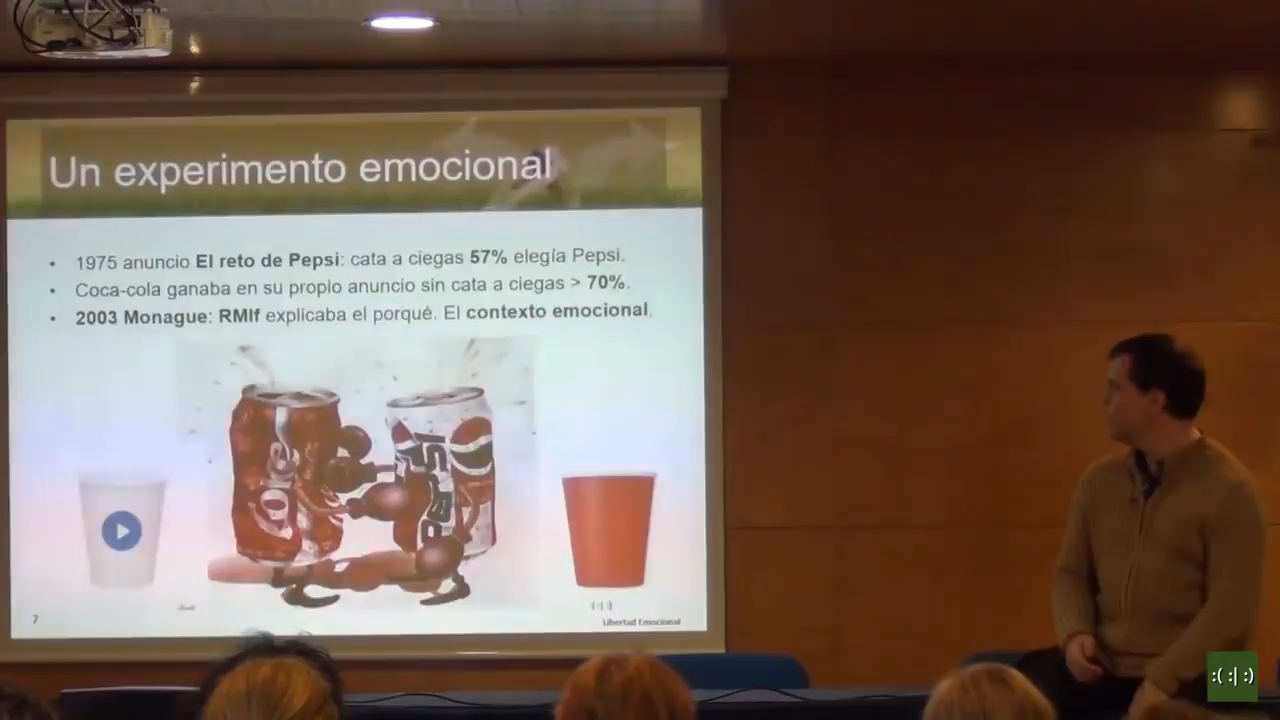 Un experimento emocional
• 1975 anuncio El reto de Pepsi: cata a ciegas 57% elegía Pepsi.
• Coca-cola ganaba en su propio anuncio sin cata a ciegas > 70%.
• 2003 Monague: RMIf explicaba el porqué. El contexto emocional.
PEPSI
7
Libertad Emocional
:( :| :)